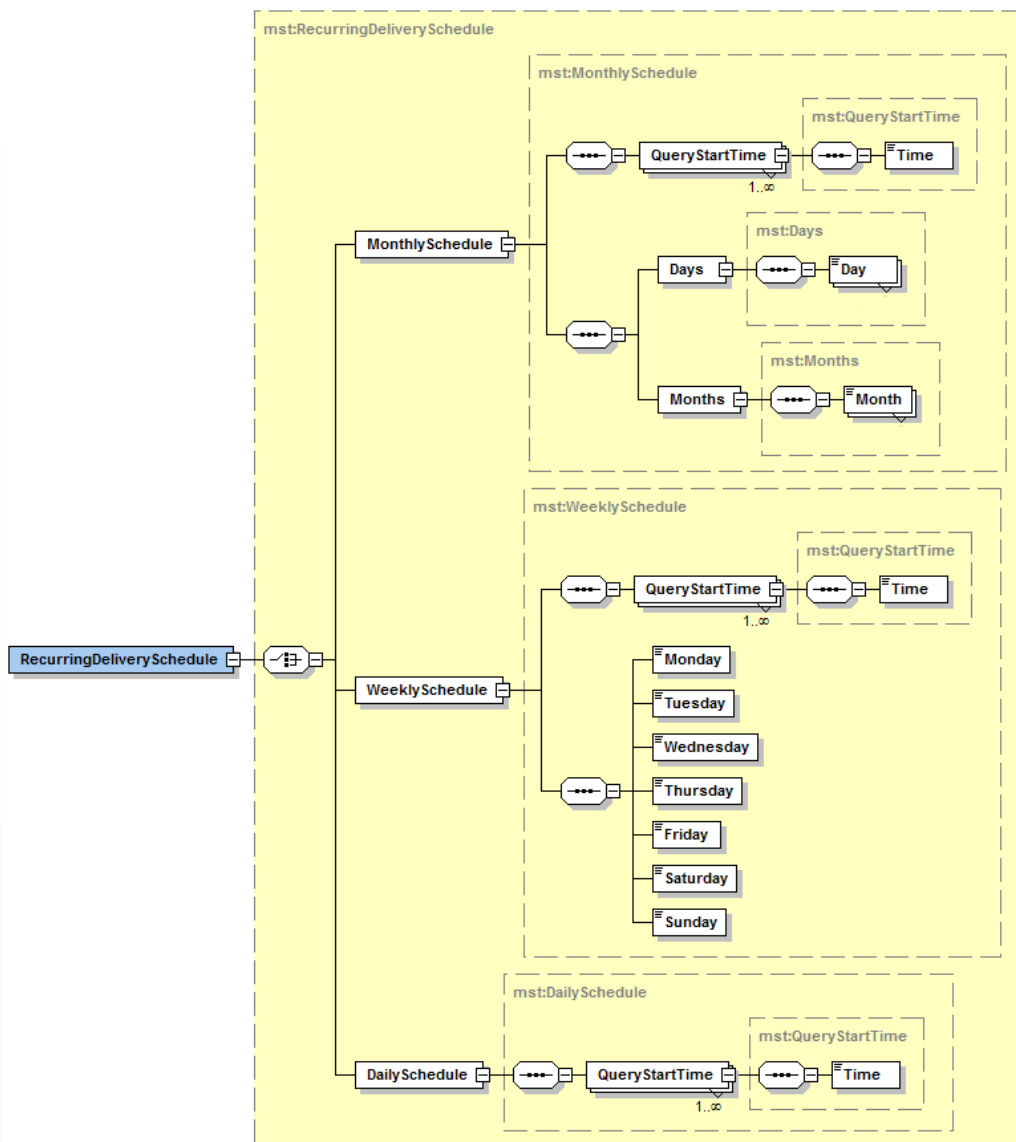 mst:RecurringDeliverySchedule
mst:MonthlySchedule
mst:QueryStartTime
QueryStartTime
Time
1..∞
mst:Days
MonthlySchedule
Days
Day
mst:Months
Months
Month
mst:WeeklySchedule
mst:QueryStartTime
QueryStartTime
Time
1..∞
RecurringDeliverySchedule
Monday
WeeklySchedule
Tuesday
Wednesday
Thursday
Friday
Saturday
Sunday
mst:DailySchedule
mst:QueryStartTime
DailySchedule
QueryStartTime
Time
1..∞